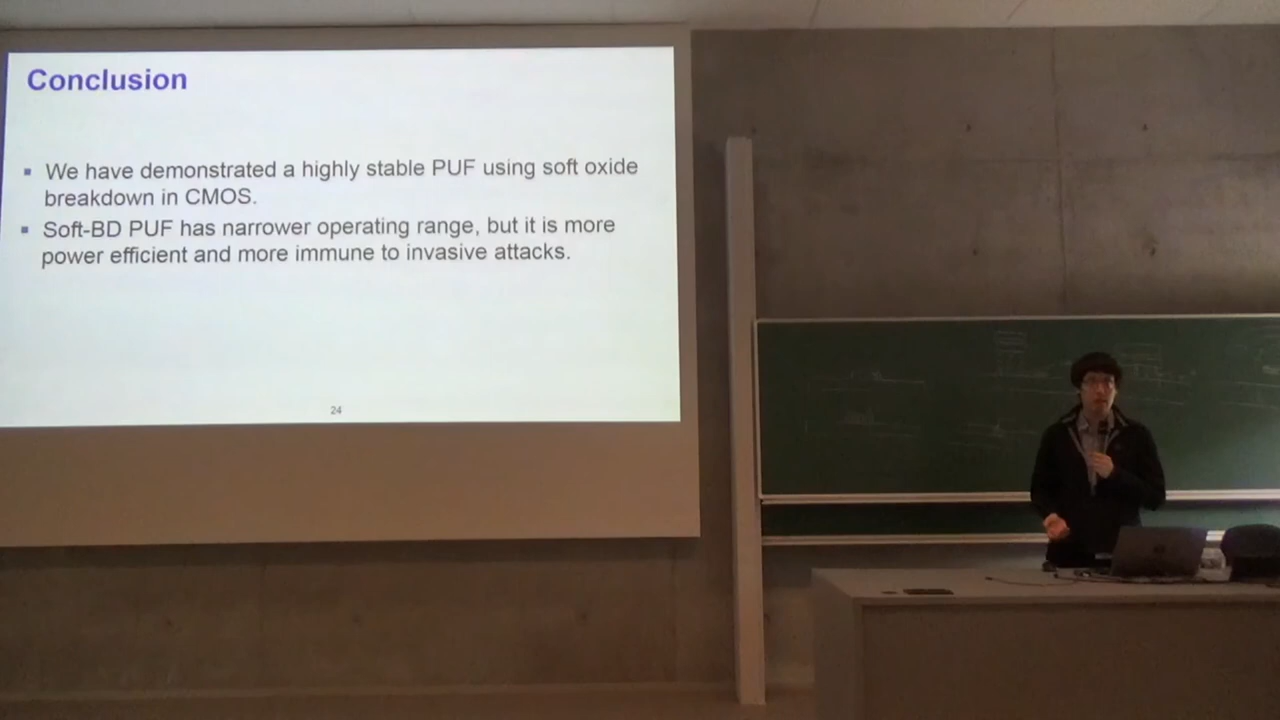 Conclusion
▪ We have demonstrated a highly stable PUF using soft oxide
breakdown in CMOS.
▪ Soft-BD PUF has narrower operating range, but it is more
power efficient and more immune to invasive attacks.
24